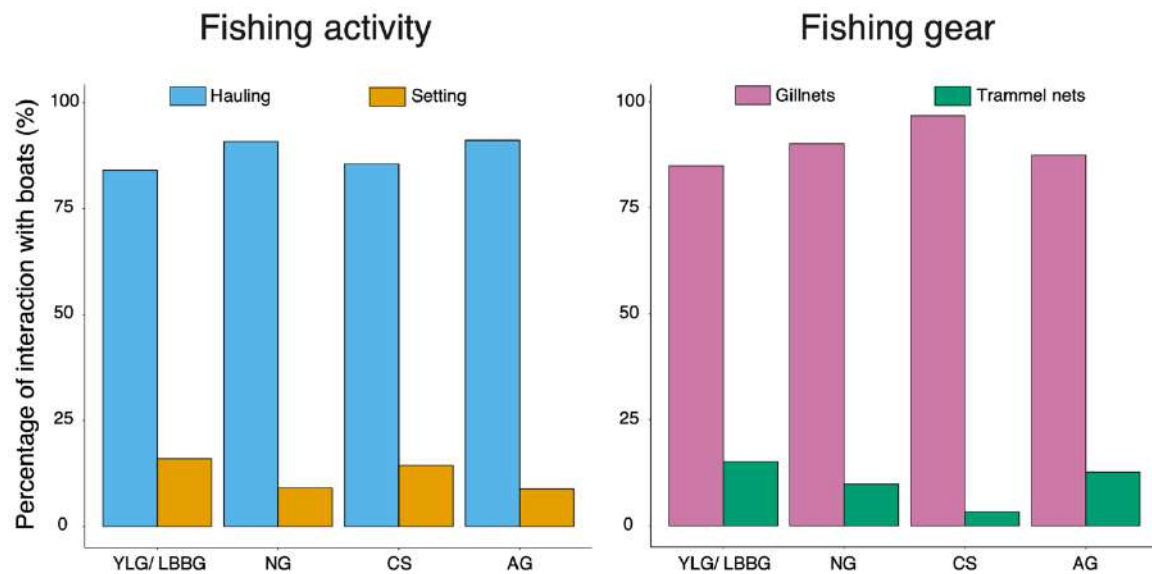 Fishing activity
Hauling
Setting
Percentage of interaction with boats (%)
100
75
50
25
0
YLG/ LBBG
NG
CS
AG
Fishing gear
Gillnets
Trammel nets
100
75
50
25
0
YLG/ LBBG
NG
CS
AG